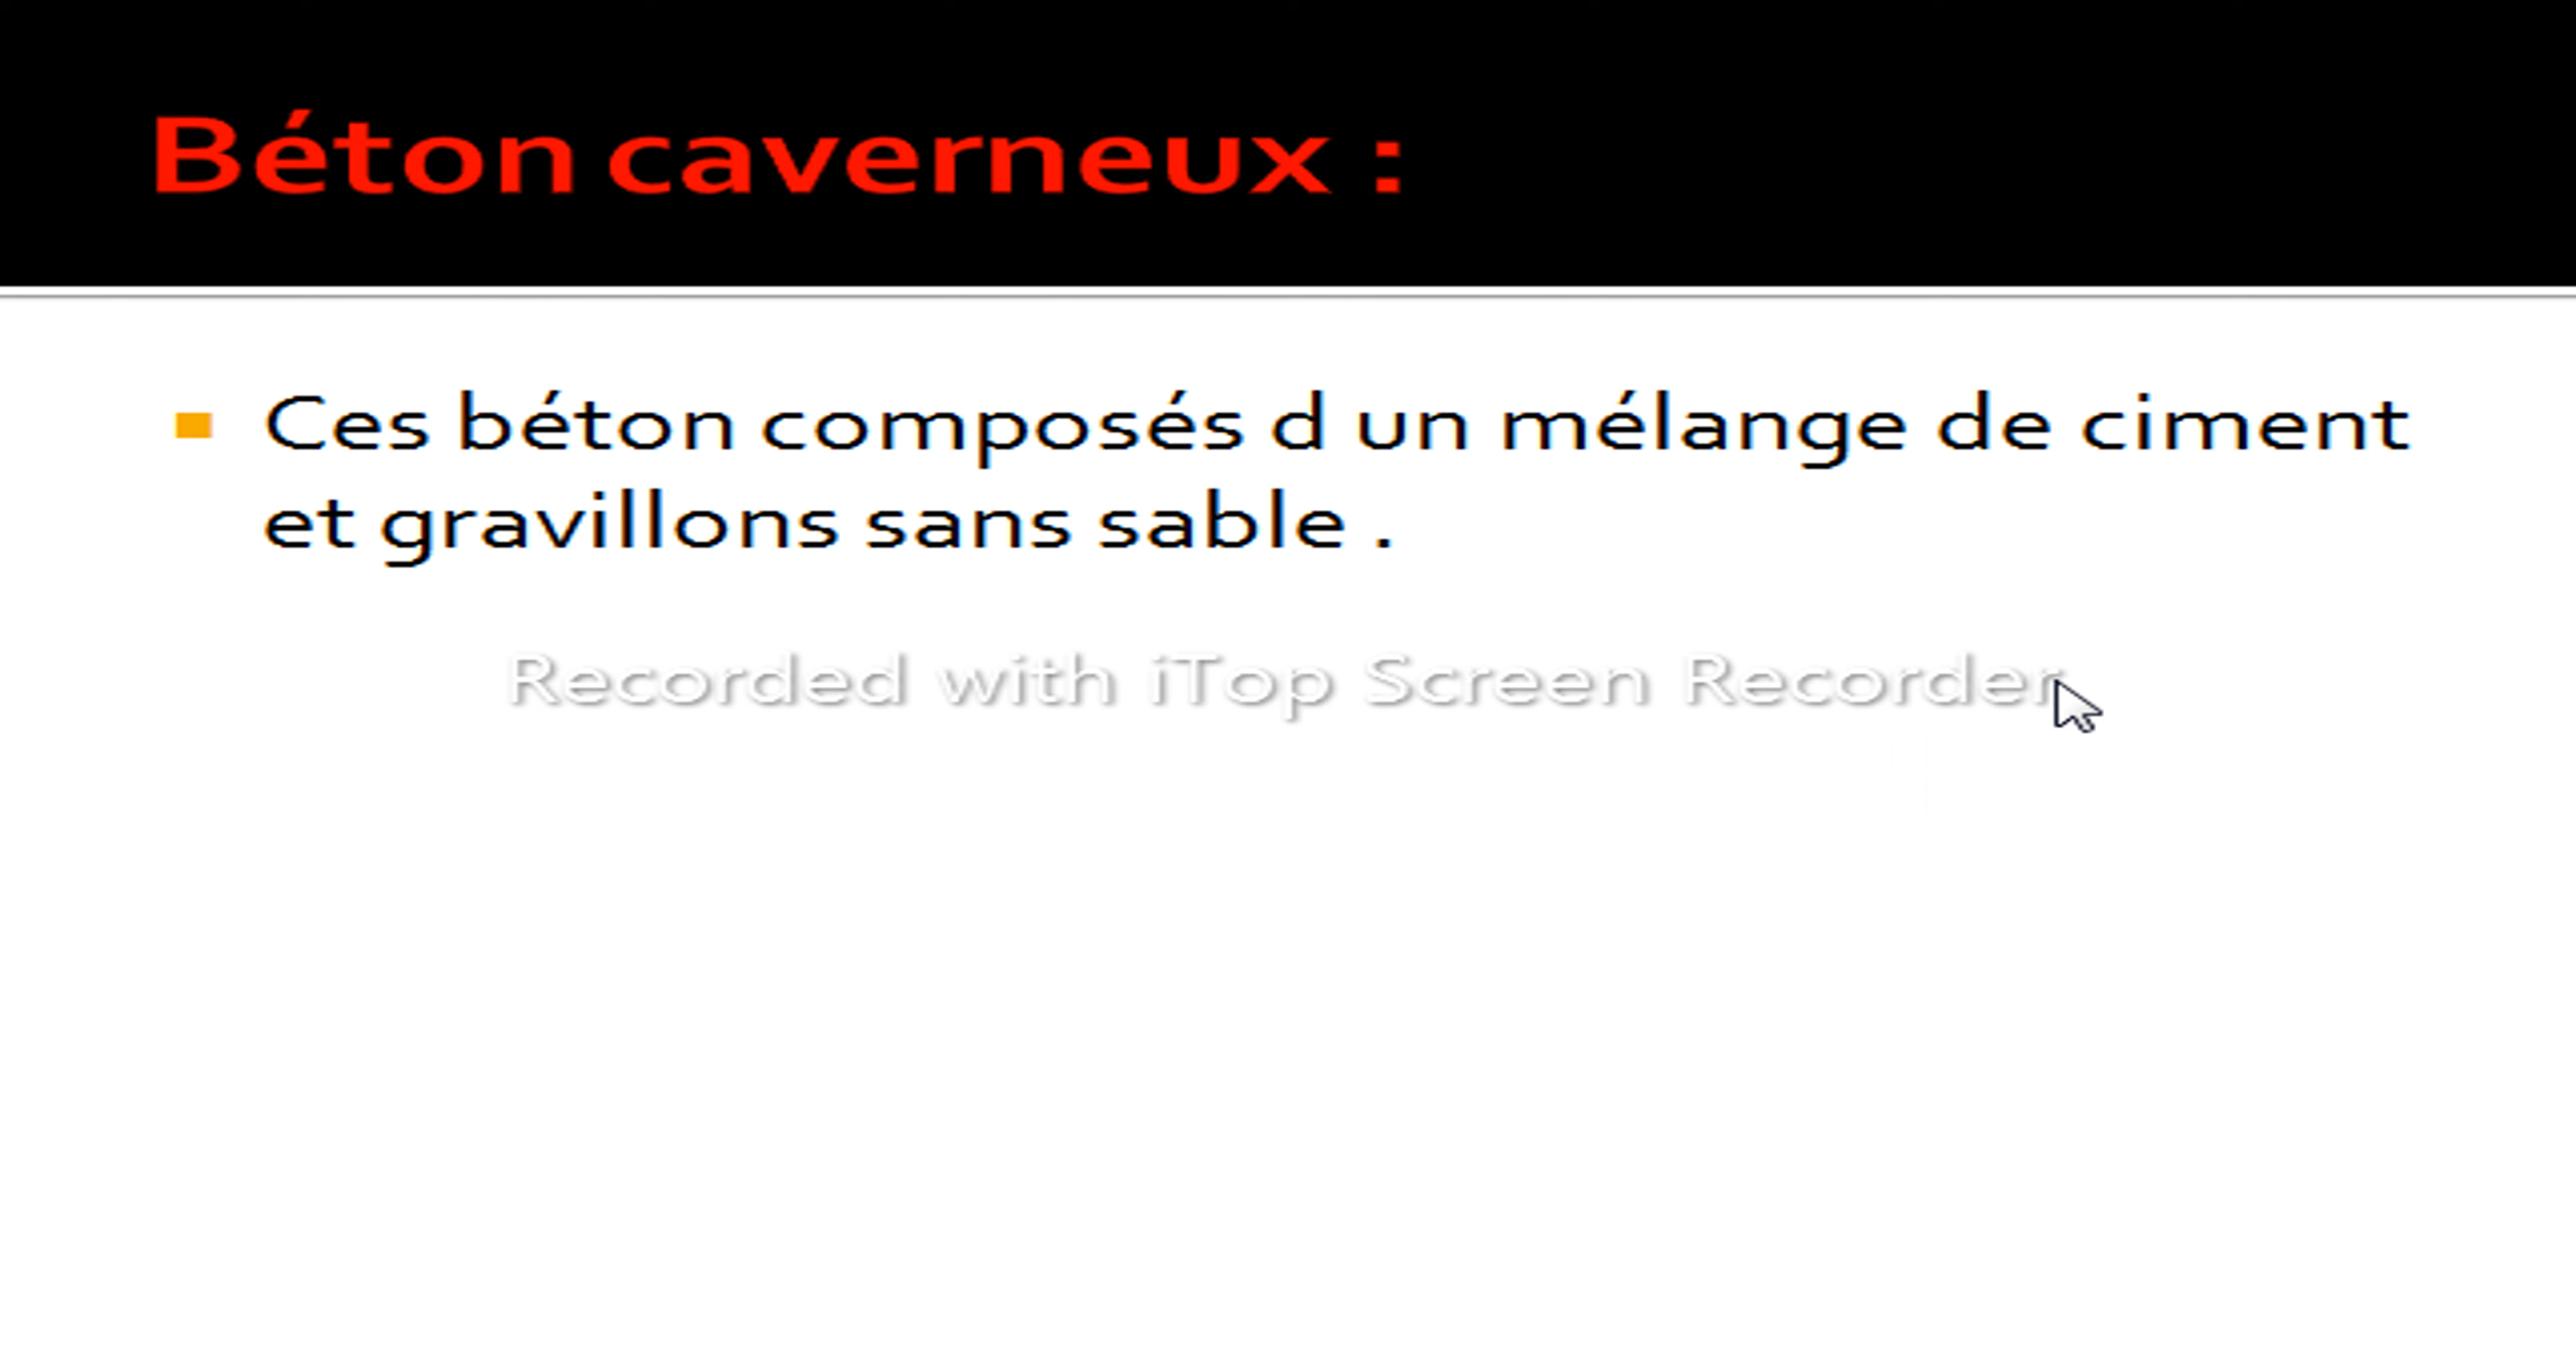 Béton caverneux :
Ces béton composés d un mélange de ciment
et gravillons sans sable .
Recorded with iTop Screen Recorder